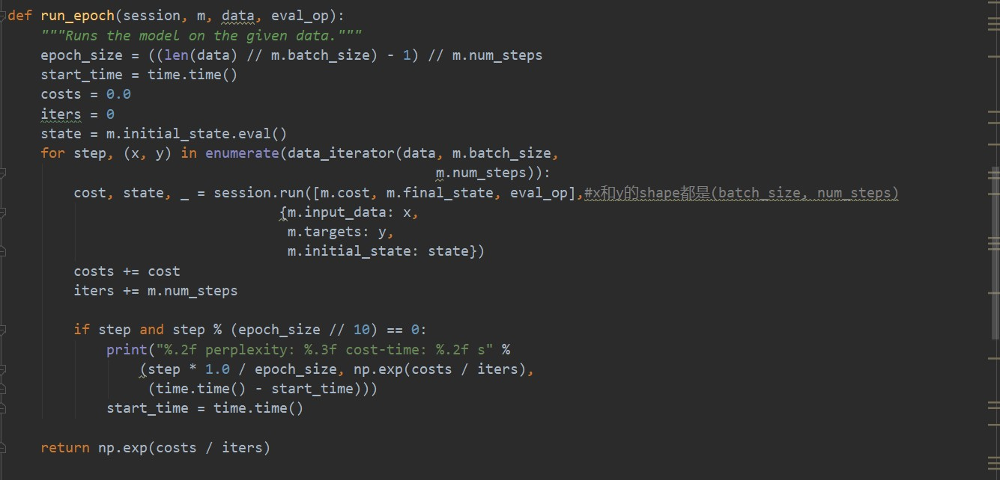 def run_epoch(session, m, data, eval_op):
    """Runs the model on the given data."""
    epoch_size = ((len(data) // m.batch_size) - 1) // m.num_steps
    start_time = time.time()
    costs = 0.0
    iters = 0
    state = m.initial_state.eval()
    for step, (x, y) in enumerate(data_iterator(data, m.batch_size,
                                                m.num_steps)):
        cost, state, _ = session.run([m.cost, m.final_state, eval_op],#x和y的shape都是(batch_size, num_steps)
                                 {m.input_data: x,
                                  m.targets: y,
                                  m.initial_state: state})
        costs += cost
        iters += m.num_steps

        if step and step % (epoch_size // 10) == 0:
            print("%.2f perplexity: %.3f cost-time: %.2f s" %
                (step * 1.0 / epoch_size, np.exp(costs / iters),
                 (time.time() - start_time)))
            start_time = time.time()

    return np.exp(costs / iters)